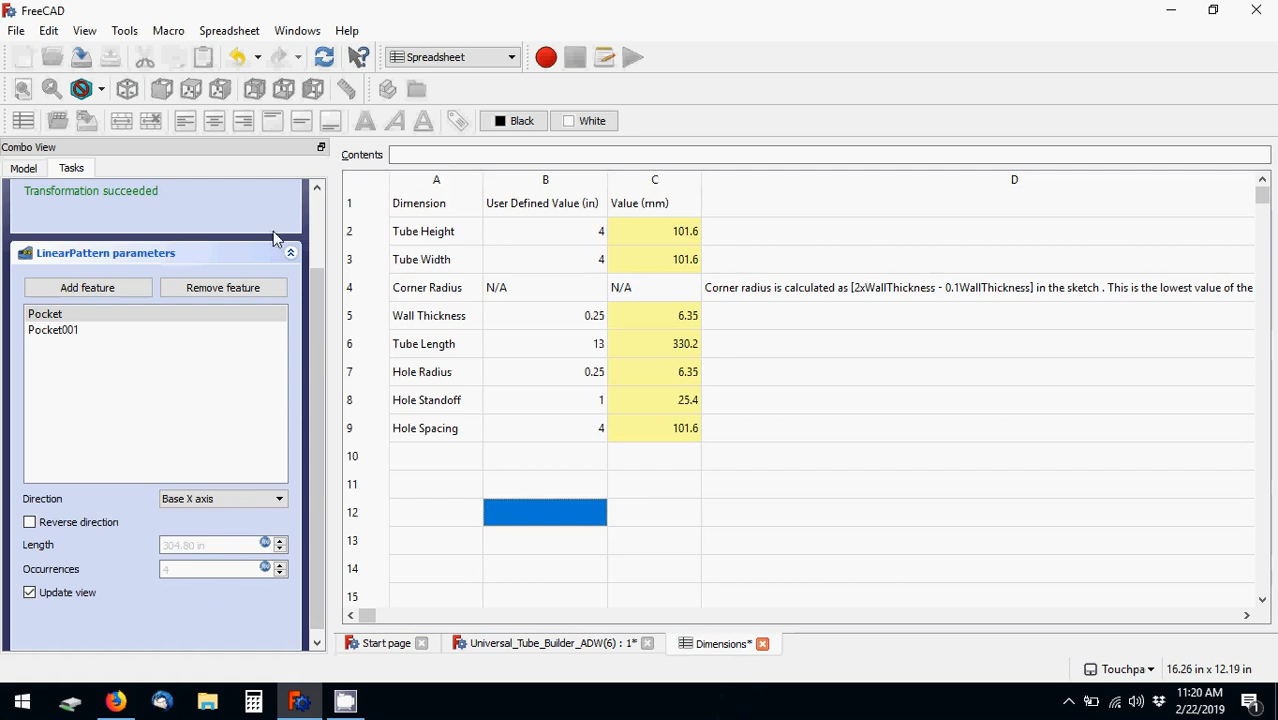 FreeCAD
File Edit View Tools Macro Spreadsheet Windows Help
Spreadsheet
Black White
Combo View
Model Tasks
Transformation succeeded
LinearPattern parameters
Add feature Remove feature
Pocket
Pocket001
Direction Base X axis
Reverse direction
Length 304.80 in
Occurrences 4
Update view
Contents
A B C D
1 Dimension User Defined Value (in) Value (mm)
2 Tube Height 4 101.6
3 Tube Width 4 101.6
4 Corner Radius N/A N/A Corner radius is calculated as [2xWallThickness - 0.1WallThickness] in the sketch . This is the lowest value of the
5 Wall Thickness 0.25 6.35
6 Tube Length 13 330.2
7 Hole Radius 0.25 6.35
8 Hole Standoff 1 25.4
9 Hole Spacing 4 101.6
10
11
12
13
14
15
Start page Universal_Tube_Builder_ADW(6) : 1* Dimensions*
Touchpa 16.26 in x 12.19 in
11:20 AM
2/22/2019
1